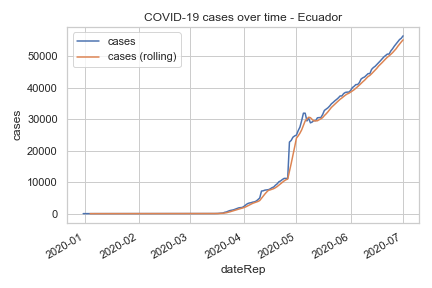 COVID-19 cases over time - Ecuador
cases
cases (rolling)
50000
40000
30000
20000
10000
0
cases
2020-01
2020-02
2020-03
2020-04
2020-05
2020-06
2020-07
dateRep